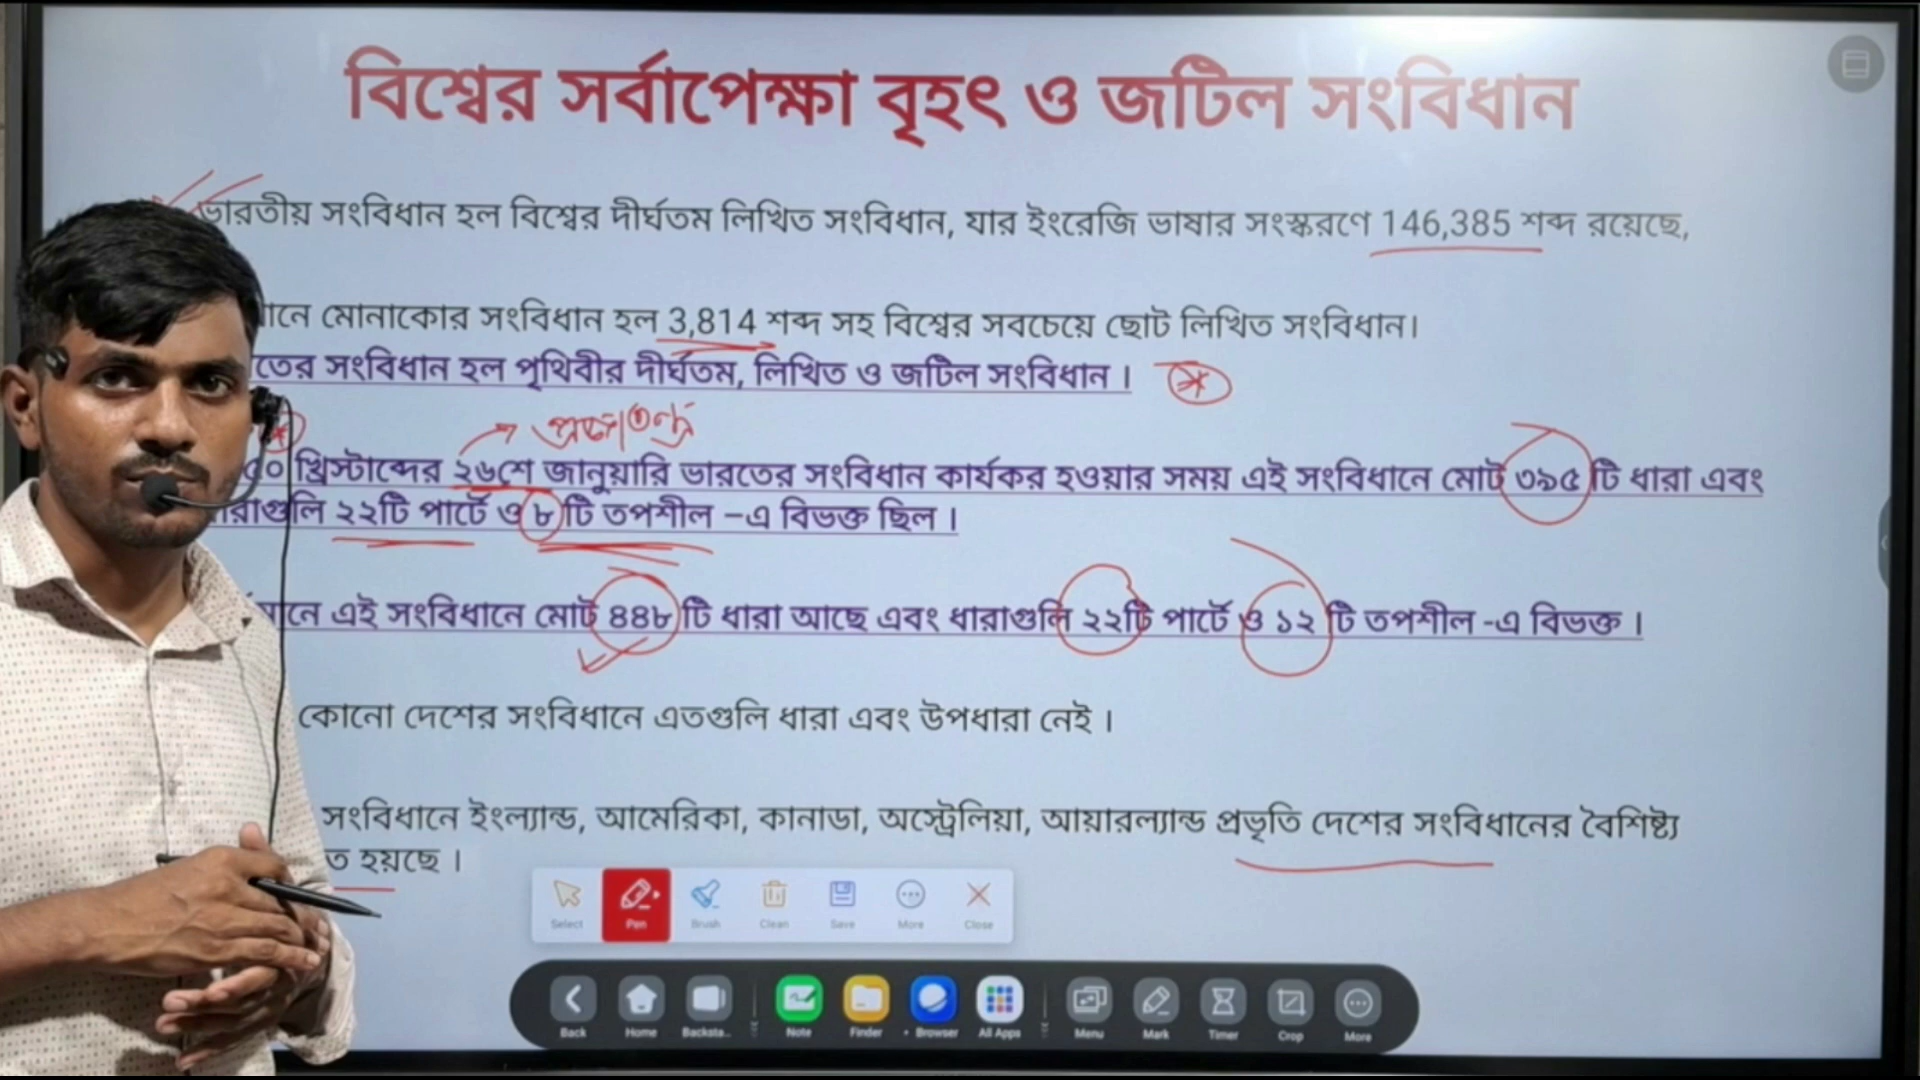 বিশ্বের সর্বাপেক্ষা বৃহৎ ও জটিল সংবিধান
ভারতীয় সংবিধান হল বিশ্বের দীর্ঘতম লিখিত সংবিধান, যার ইংরেজি ভাষার সংস্করণে 146,385 শব্দ রয়েছে,
মোনাকোর সংবিধান হল 3,814 শব্দ সহ বিশ্বের সবচেয়ে ছোট লিখিত সংবিধান।
সংবিধান হল পৃথিবীর দীর্ঘতম, লিখিত ও জটিল সংবিধান।
প্রজাতন্ত্র
খ্রিস্টাব্দের ২৬শে জানুয়ারি ভারতের সংবিধান কার্যকর হওয়ার সময় এই সংবিধানে মোট ৩৯৫ টি ধারা এবং
২২টি পার্টে ও ৮ টি তপশীল –এ বিভক্ত ছিল।
এই সংবিধানে মোট ৪৪৮ টি ধারা আছে এবং ধারাগুলি ২২টি পার্টে ও ১২ টি তপশীল -এ বিভক্ত।
কোনো দেশের সংবিধানে এতগুলি ধারা এবং উপধারা নেই।
সংবিধানে ইংল্যান্ড, আমেরিকা, কানাডা, অস্ট্রেলিয়া, আয়ারল্যান্ড প্রভৃতি দেশের সংবিধানের বৈশিষ্ট্য
হয়ছে।
Select Pen Brush Clean Save More Close
Back Home Backsta... Note Finder Browser All Apps Menu Mark Timer Crop More